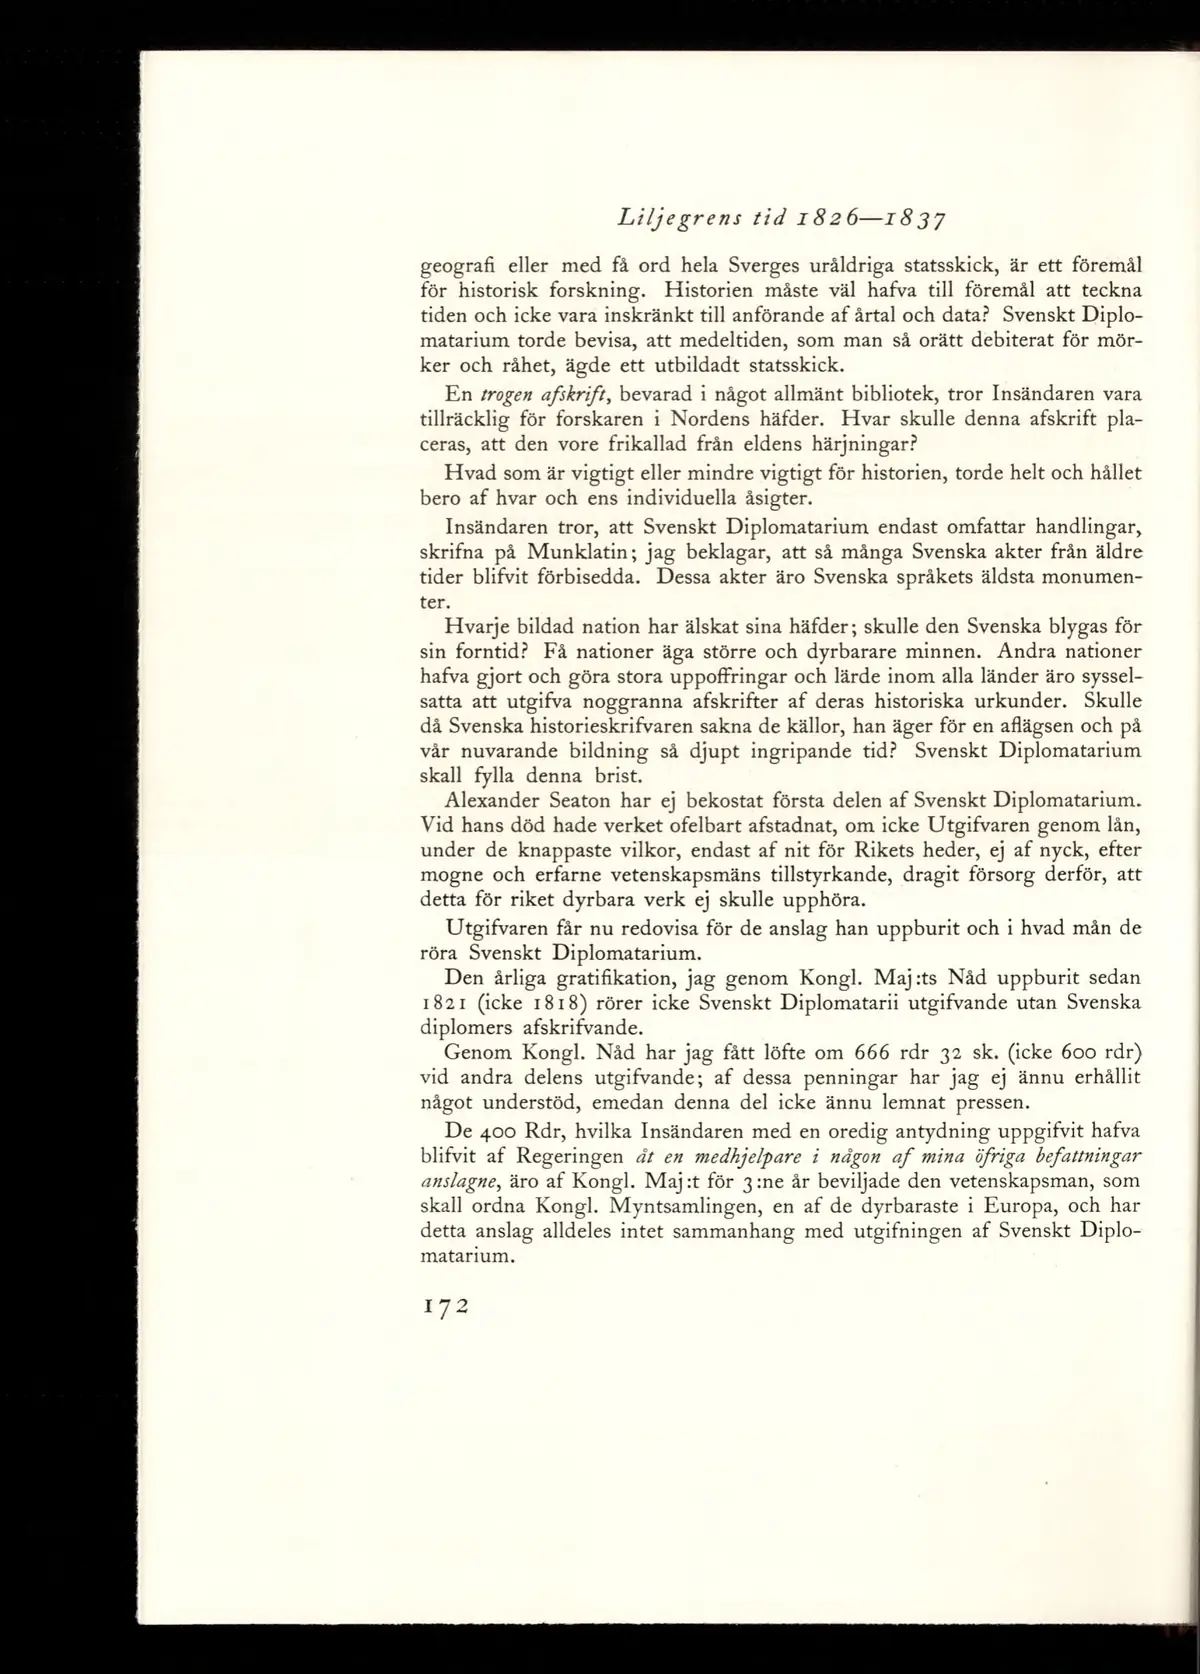 Liljegrens tid 1826—1837
geografi eller med få ord hela Sverges uråldriga statsskick, är ett föremål
för historisk forskning. Historien måste väl hafva till föremål att teckna
tiden och icke vara inskränkt till anförande af årtal och data? Svenskt Diplo-
matarium torde bevisa, att medeltiden, som man så orätt debiterat för mör-
ker och råhet, ägde ett utbildadt statsskick.
En trogen afskrift, bevarad i något allmänt bibliotek, tror Insändaren vara
tillräcklig för forskaren i Nordens häfder. Hvar skulle denna afskrift pla-
ceras, att den vore frikallad från eldens härjningar?
Hvad som är vigtigt eller mindre vigtigt för historien, torde helt och hållet
bero af hvar och ens individuella åsigter.
Insändaren tror, att Svenskt Diplomatarium endast omfattar handlingar,
skrifna på Munklatin; jag beklagar, att så många Svenska akter från äldre
tider blifvit förbisedda. Dessa akter äro Svenska språkets äldsta monumen-
ter.
Hvarje bildad nation har älskat sina häfder; skulle den Svenska blygas för
sin forntid? Få nationer äga större och dyrbarare minnen. Andra nationer
hafva gjort och göra stora uppoffringar och lärde inom alla länder äro syssel-
satta att utgifva noggranna afskrifter af deras historiska urkunder. Skulle
då Svenska historieskrifvaren sakna de källor, han äger för en aflägsen och på
vår nuvarande bildning så djupt ingripande tid? Svenskt Diplomatarium
skall fylla denna brist.
Alexander Seaton har ej bekostat första delen af Svenskt Diplomatarium.
Vid hans död hade verket ofelbart afstadnat, om icke Utgifvaren genom lån,
under de knappaste vilkor, endast af nit för Rikets heder, ej af nyck, efter
mogne och erfarne vetenskapsmäns tillstyrkande, dragit försorg derför, att
detta för riket dyrbara verk ej skulle upphöra.
Utgifvaren får nu redovisa för de anslag han uppburit och i hvad mån de
röra Svenskt Diplomatarium.
Den årliga gratifikation, jag genom Kongl. Maj:ts Nåd uppburit sedan
1821 (icke 1818) rörer icke Svenskt Diplomatarii utgifvande utan Svenska
diplomers afskrifvande.
Genom Kongl. Nåd har jag fått löfte om 666 rdr 32 sk. (icke 600 rdr)
vid andra delens utgifvande; af dessa penningar har jag ej ännu erhållit
något understöd, emedan denna del icke ännu lemnat pressen.
De 400 Rdr, hvilka Insändaren med en oredig antydning uppgifvit hafva
blifvit af Regeringen åt en medhjelpare i någon af mina öfriga befattningar
anslagne, äro af Kongl. Maj:t för 3:ne år beviljade den vetenskapsman, som
skall ordna Kongl. Myntsamlingen, en af de dyrbaraste i Europa, och har
detta anslag alldeles intet sammanhang med utgifningen af Svenskt Diplo-
matarium.
172